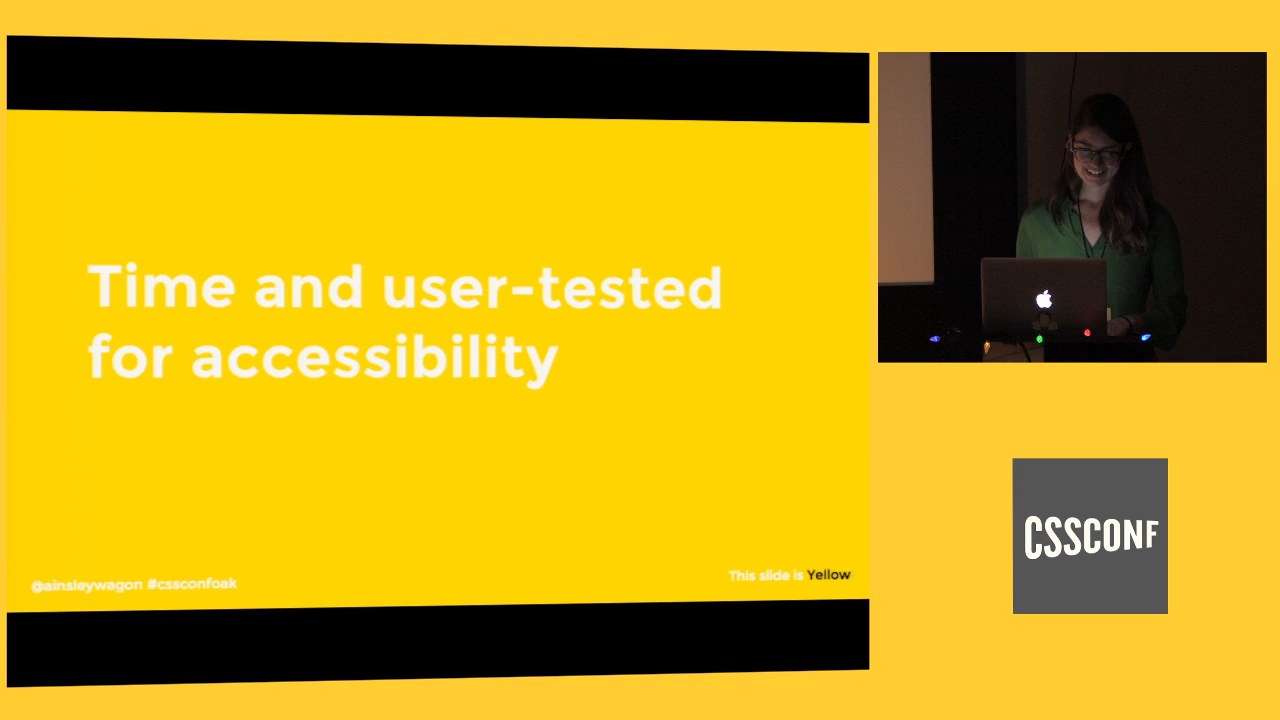 Time and user-tested
for accessibility
@ainsleywagon #cssconfoak
This slide is Yellow
CSSCONF